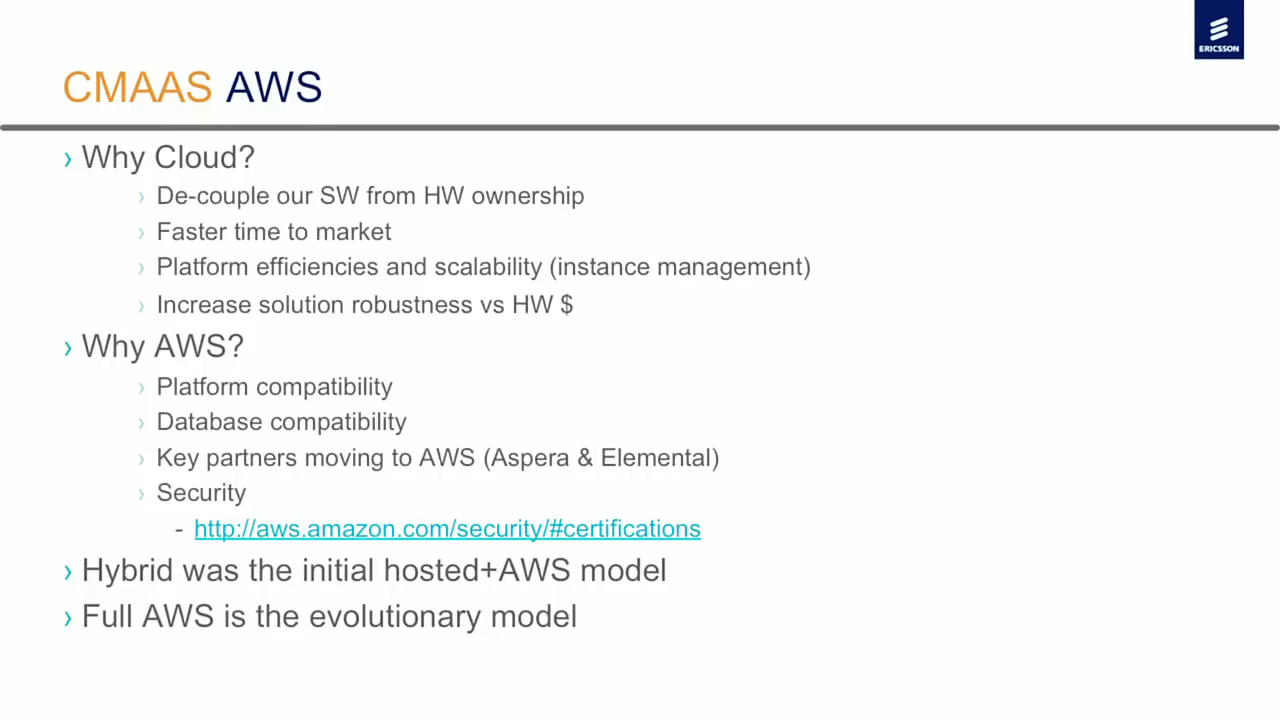 ERICSSON
CMAAS AWS
› Why Cloud?
› De-couple our SW from HW ownership
› Faster time to market
› Platform efficiencies and scalability (instance management)
› Increase solution robustness vs HW $
› Why AWS?
› Platform compatibility
› Database compatibility
› Key partners moving to AWS (Aspera & Elemental)
› Security
- http://aws.amazon.com/security/#certifications
› Hybrid was the initial hosted+AWS model
› Full AWS is the evolutionary model